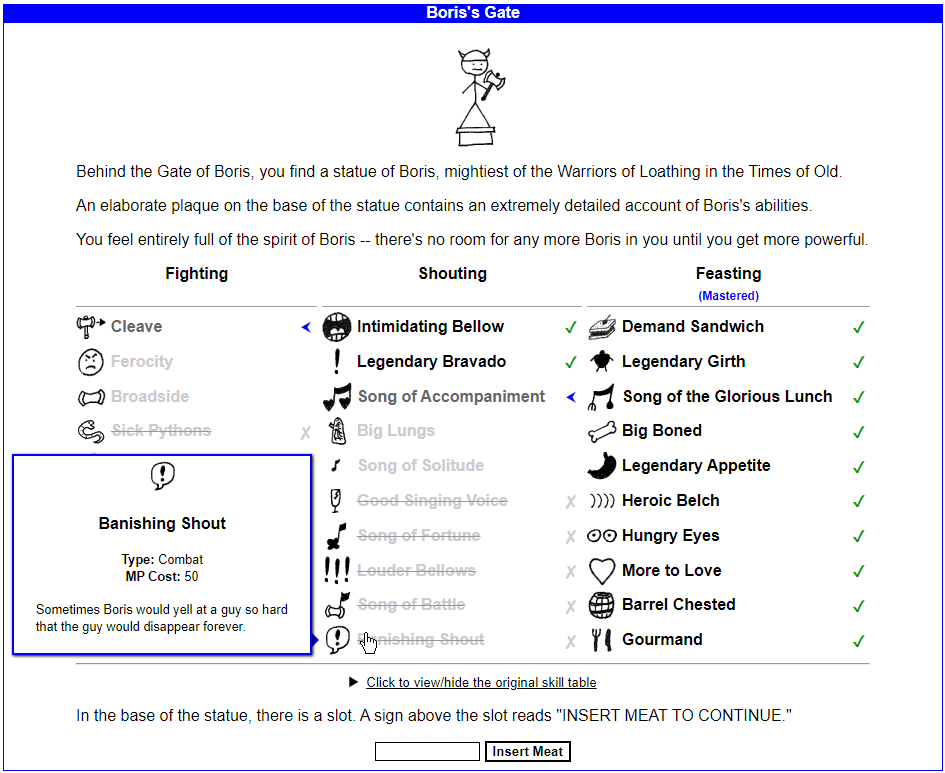 Boris's Gate
Behind the Gate of Boris, you find a statue of Boris, mightiest of the Warriors of Loathing in the Times of Old.
An elaborate plaque on the base of the statue contains an extremely detailed account of Boris's abilities.
You feel entirely full of the spirit of Boris -- there's no room for any more Boris in you until you get more powerful.
Fighting
Cleave
Ferocity
Broadside
Sick Pythons
Banishing Shout
Type: Combat
MP Cost: 50
Sometimes Boris would yell at a guy so hard
that the guy would disappear forever.
Shouting
Intimidating Bellow ✓
Legendary Bravado ✓
Song of Accompaniment
Big Lungs
Song of Solitude
Good Singing Voice
Song of Fortune
Louder Bellows
Song of Battle
Banishing Shout
Feasting
(Mastered)
Demand Sandwich ✓
Legendary Girth ✓
Song of the Glorious Lunch ✓
Big Boned ✓
Legendary Appetite ✓
Heroic Belch ✓
Hungry Eyes ✓
More to Love ✓
Barrel Chested ✓
Gourmand ✓
Click to view/hide the original skill table
In the base of the statue, there is a slot. A sign above the slot reads "INSERT MEAT TO CONTINUE."
Insert Meat